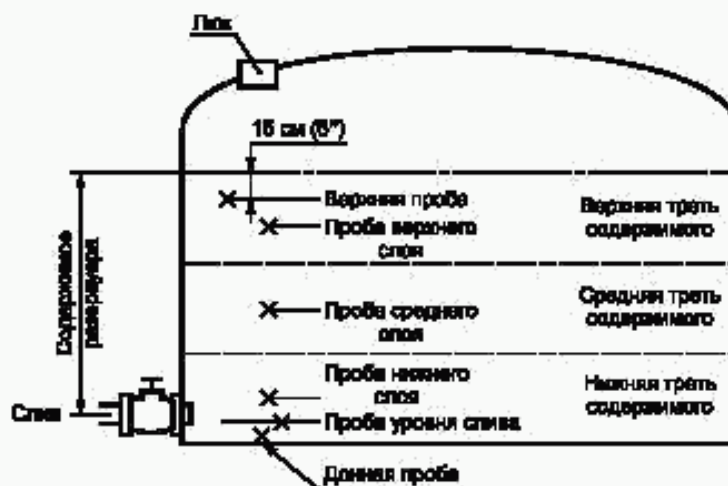 Люк
15 см (6")
Верхняя проба
Проба верхнего
слоя
Верхняя треть
содержимого
Содержимое
резервуара
Проба среднего
слоя
Средняя треть
содержимого
Проба нижнего
слоя
Нижняя треть
содержимого
Слив
Проба уровня слива
Донная проба